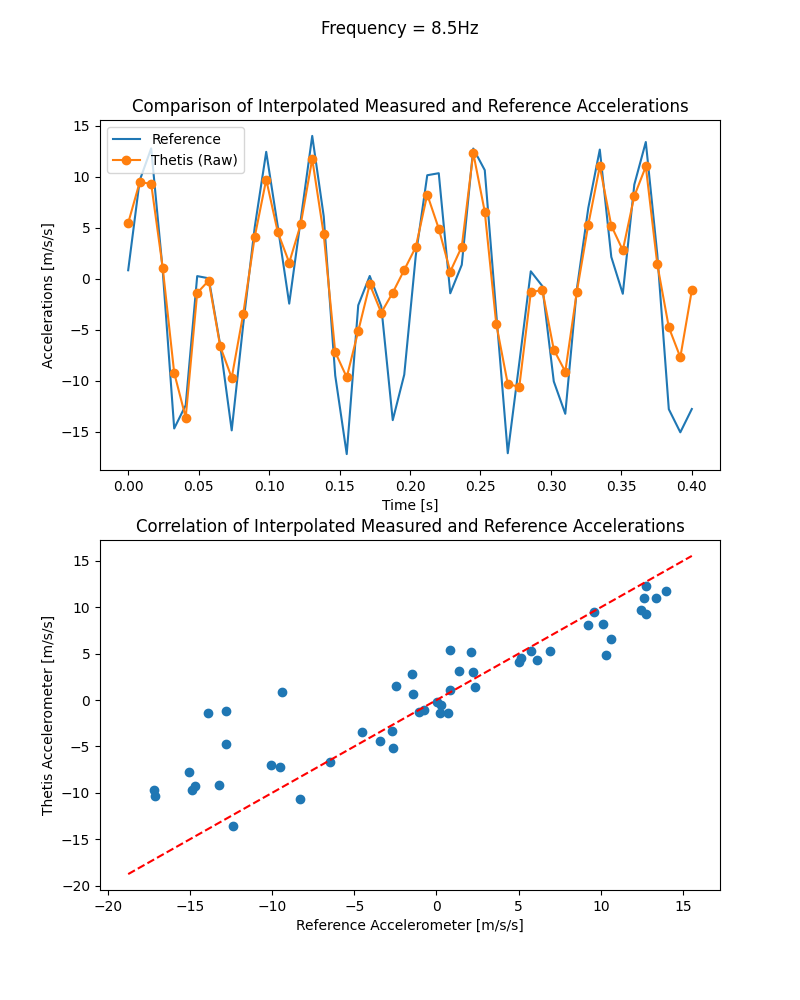 Frequency = 8.5Hz
Comparison of Interpolated Measured and Reference Accelerations
15
10
5
0
−5
−10
−15
Accelerations [m/s/s]
Reference
Thetis (Raw)
0.00 0.05 0.10 0.15 0.20 0.25 0.30 0.35 0.40
Time [s]
Correlation of Interpolated Measured and Reference Accelerations
15
10
5
0
−5
−10
−15
−20
Thetis Accelerometer [m/s/s]
−20 −15 −10 −5 0 5 10 15
Reference Accelerometer [m/s/s]